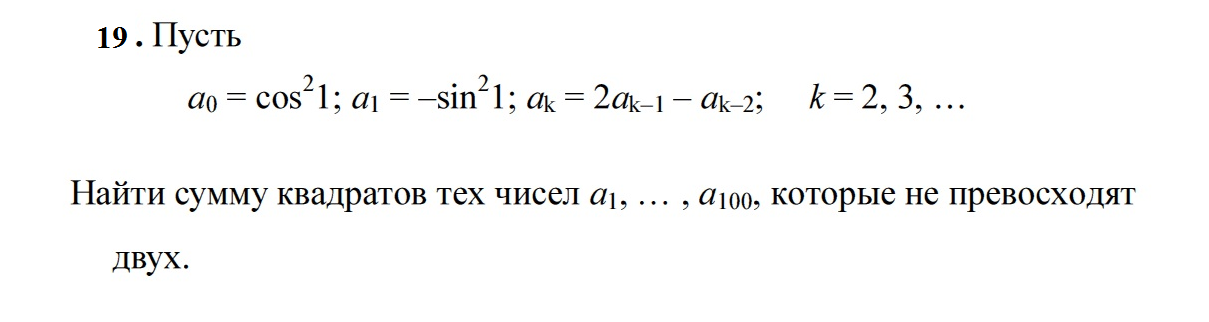 19 . Пусть
a₀ = cos²1; a₁ = –sin²1; aₖ = 2aₖ₋₁ – aₖ₋₂; k = 2, 3, …
Найти сумму квадратов тех чисел a₁, … , a₁₀₀, которые не превосходят
двух.